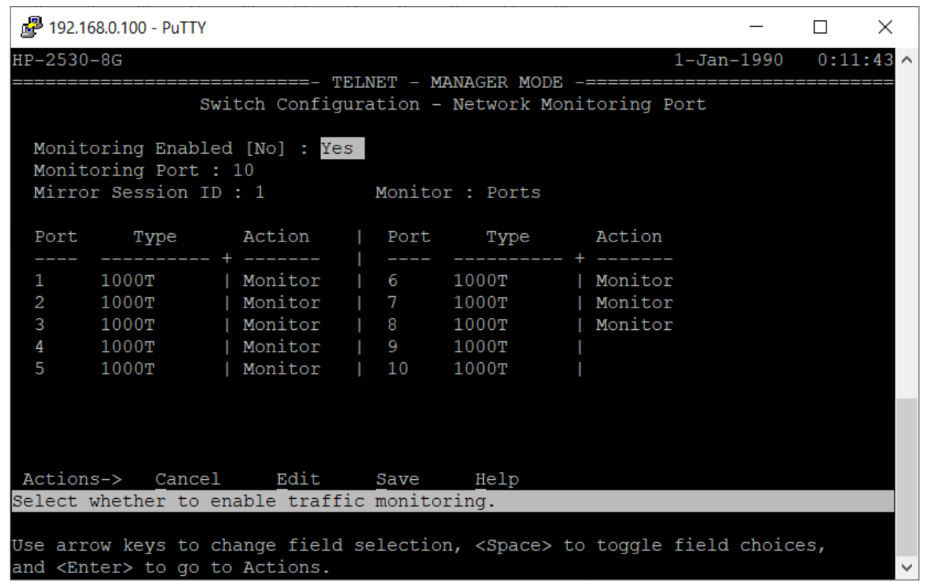 192.168.0.100 - PuTTY
HP-2530-8G 1-Jan-1990 0:11:43
===========================- TELNET - MANAGER MODE -============================
Switch Configuration - Network Monitoring Port
Monitoring Enabled [No] : Yes
Monitoring Port : 10
Mirror Session ID : 1 Monitor : Ports
Port Type Action | Port Type Action
---- ---------- + ------- | ---- ---------- + -------
1 1000T | Monitor | 6 1000T | Monitor
2 1000T | Monitor | 7 1000T | Monitor
3 1000T | Monitor | 8 1000T | Monitor
4 1000T | Monitor | 9 1000T |
5 1000T | Monitor | 10 1000T |
Actions-> Cancel Edit Save Help
Select whether to enable traffic monitoring.
Use arrow keys to change field selection, <Space> to toggle field choices,
and <Enter> to go to Actions.